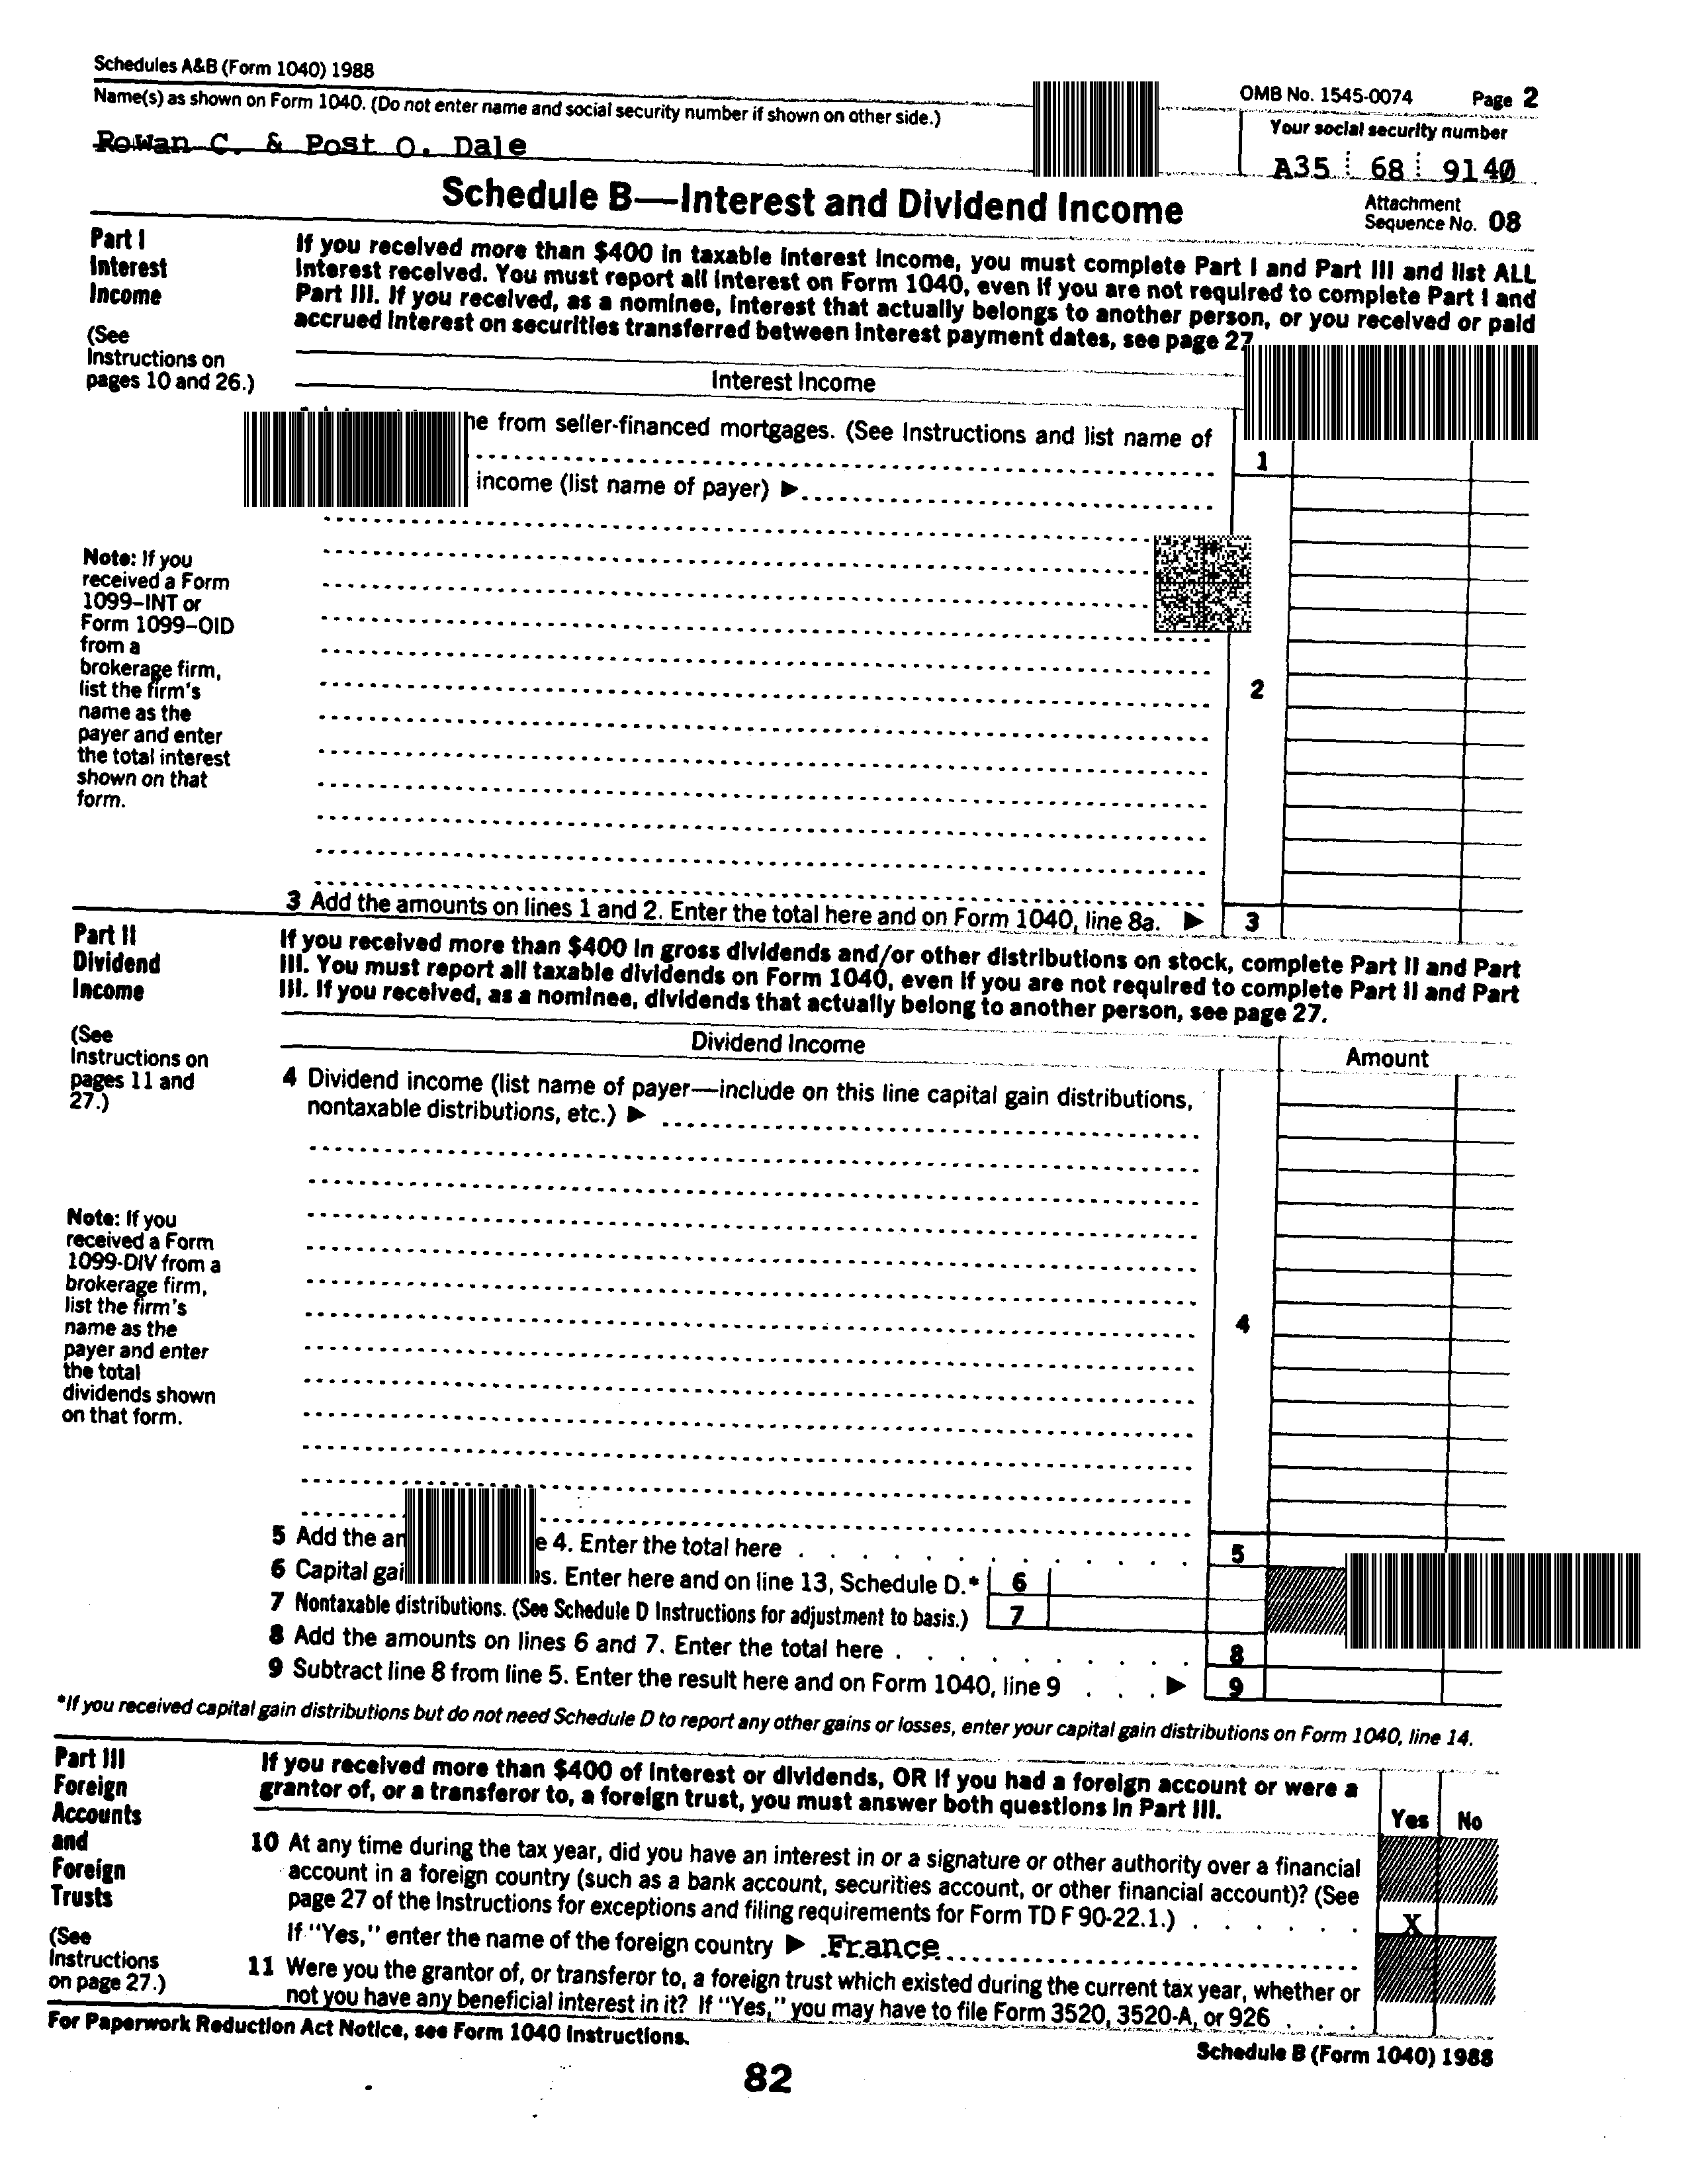 Schedules A&B (Form 1040) 1988
OMB No. 1545-0074 Page 2
Name(s) as shown on Form 1040. (Do not enter name and social security number if shown on other side.)
Your social security number
Rowan C. & Post O. Dale
A35 68 9140
Schedule B—Interest and Dividend Income
Attachment
Sequence No. 08
Part I
Interest
Income
(See
Instructions on
pages 10 and 26.)
If you received more than $400 in taxable interest income, you must complete Part I and Part III and list ALL
interest received. You must report all interest on Form 1040, even if you are not required to complete Part I and
Part III. If you received, as a nominee, interest that actually belongs to another person, or you received or paid
accrued interest on securities transferred between interest payment dates, see page 27
Interest Income
from seller-financed mortgages. (See Instructions and list name of
1
income (list name of payer) ▶
Note: If you
received a Form
1099–INT or
Form 1099–OID
from a
brokerage firm,
list the firm's
name as the
payer and enter
the total interest
shown on that
form.
2
3 Add the amounts on lines 1 and 2. Enter the total here and on Form 1040, line 8a. ▶ 3
Part II
Dividend
Income
(See
Instructions on
pages 11 and
27.)
If you received more than $400 in gross dividends and/or other distributions on stock, complete Part II and Part
III. You must report all taxable dividends on Form 1040, even if you are not required to complete Part II and Part
III. If you received, as a nominee, dividends that actually belong to another person, see page 27.
Dividend Income
Amount
4 Dividend income (list name of payer—include on this line capital gain distributions,
nontaxable distributions, etc.) ▶
Note: If you
received a Form
1099-DIV from a
brokerage firm,
list the firm's
name as the
payer and enter
the total
dividends shown
on that form.
4
5 Add the e 4. Enter the total here 5
6 Capital s. Enter here and on line 13, Schedule D.* 6
7 Nontaxable distributions. (See Schedule D Instructions for adjustment to basis.) 7
8 Add the amounts on lines 6 and 7. Enter the total here 8
9 Subtract line 8 from line 5. Enter the result here and on Form 1040, line 9 ▶ 9
*If you received capital gain distributions but do not need Schedule D to report any other gains or losses, enter your capital gain distributions on Form 1040, line 14.
Part III
Foreign
Accounts
and
Foreign
Trusts
(See
Instructions
on page 27.)
If you received more than $400 of interest or dividends, OR if you had a foreign account or were a
grantor of, or a transferor to, a foreign trust, you must answer both questions in Part III.
Yes No
10 At any time during the tax year, did you have an interest in or a signature or other authority over a financial
account in a foreign country (such as a bank account, securities account, or other financial account)? (See
page 27 of the Instructions for exceptions and filing requirements for Form TD F 90-22.1.) X
If "Yes," enter the name of the foreign country ▶ France
11 Were you the grantor of, or transferor to, a foreign trust which existed during the current tax year, whether or
not you have any beneficial interest in it? If "Yes," you may have to file Form 3520, 3520-A, or 926
For Paperwork Reduction Act Notice, see Form 1040 Instructions.
Schedule B (Form 1040) 1988
82